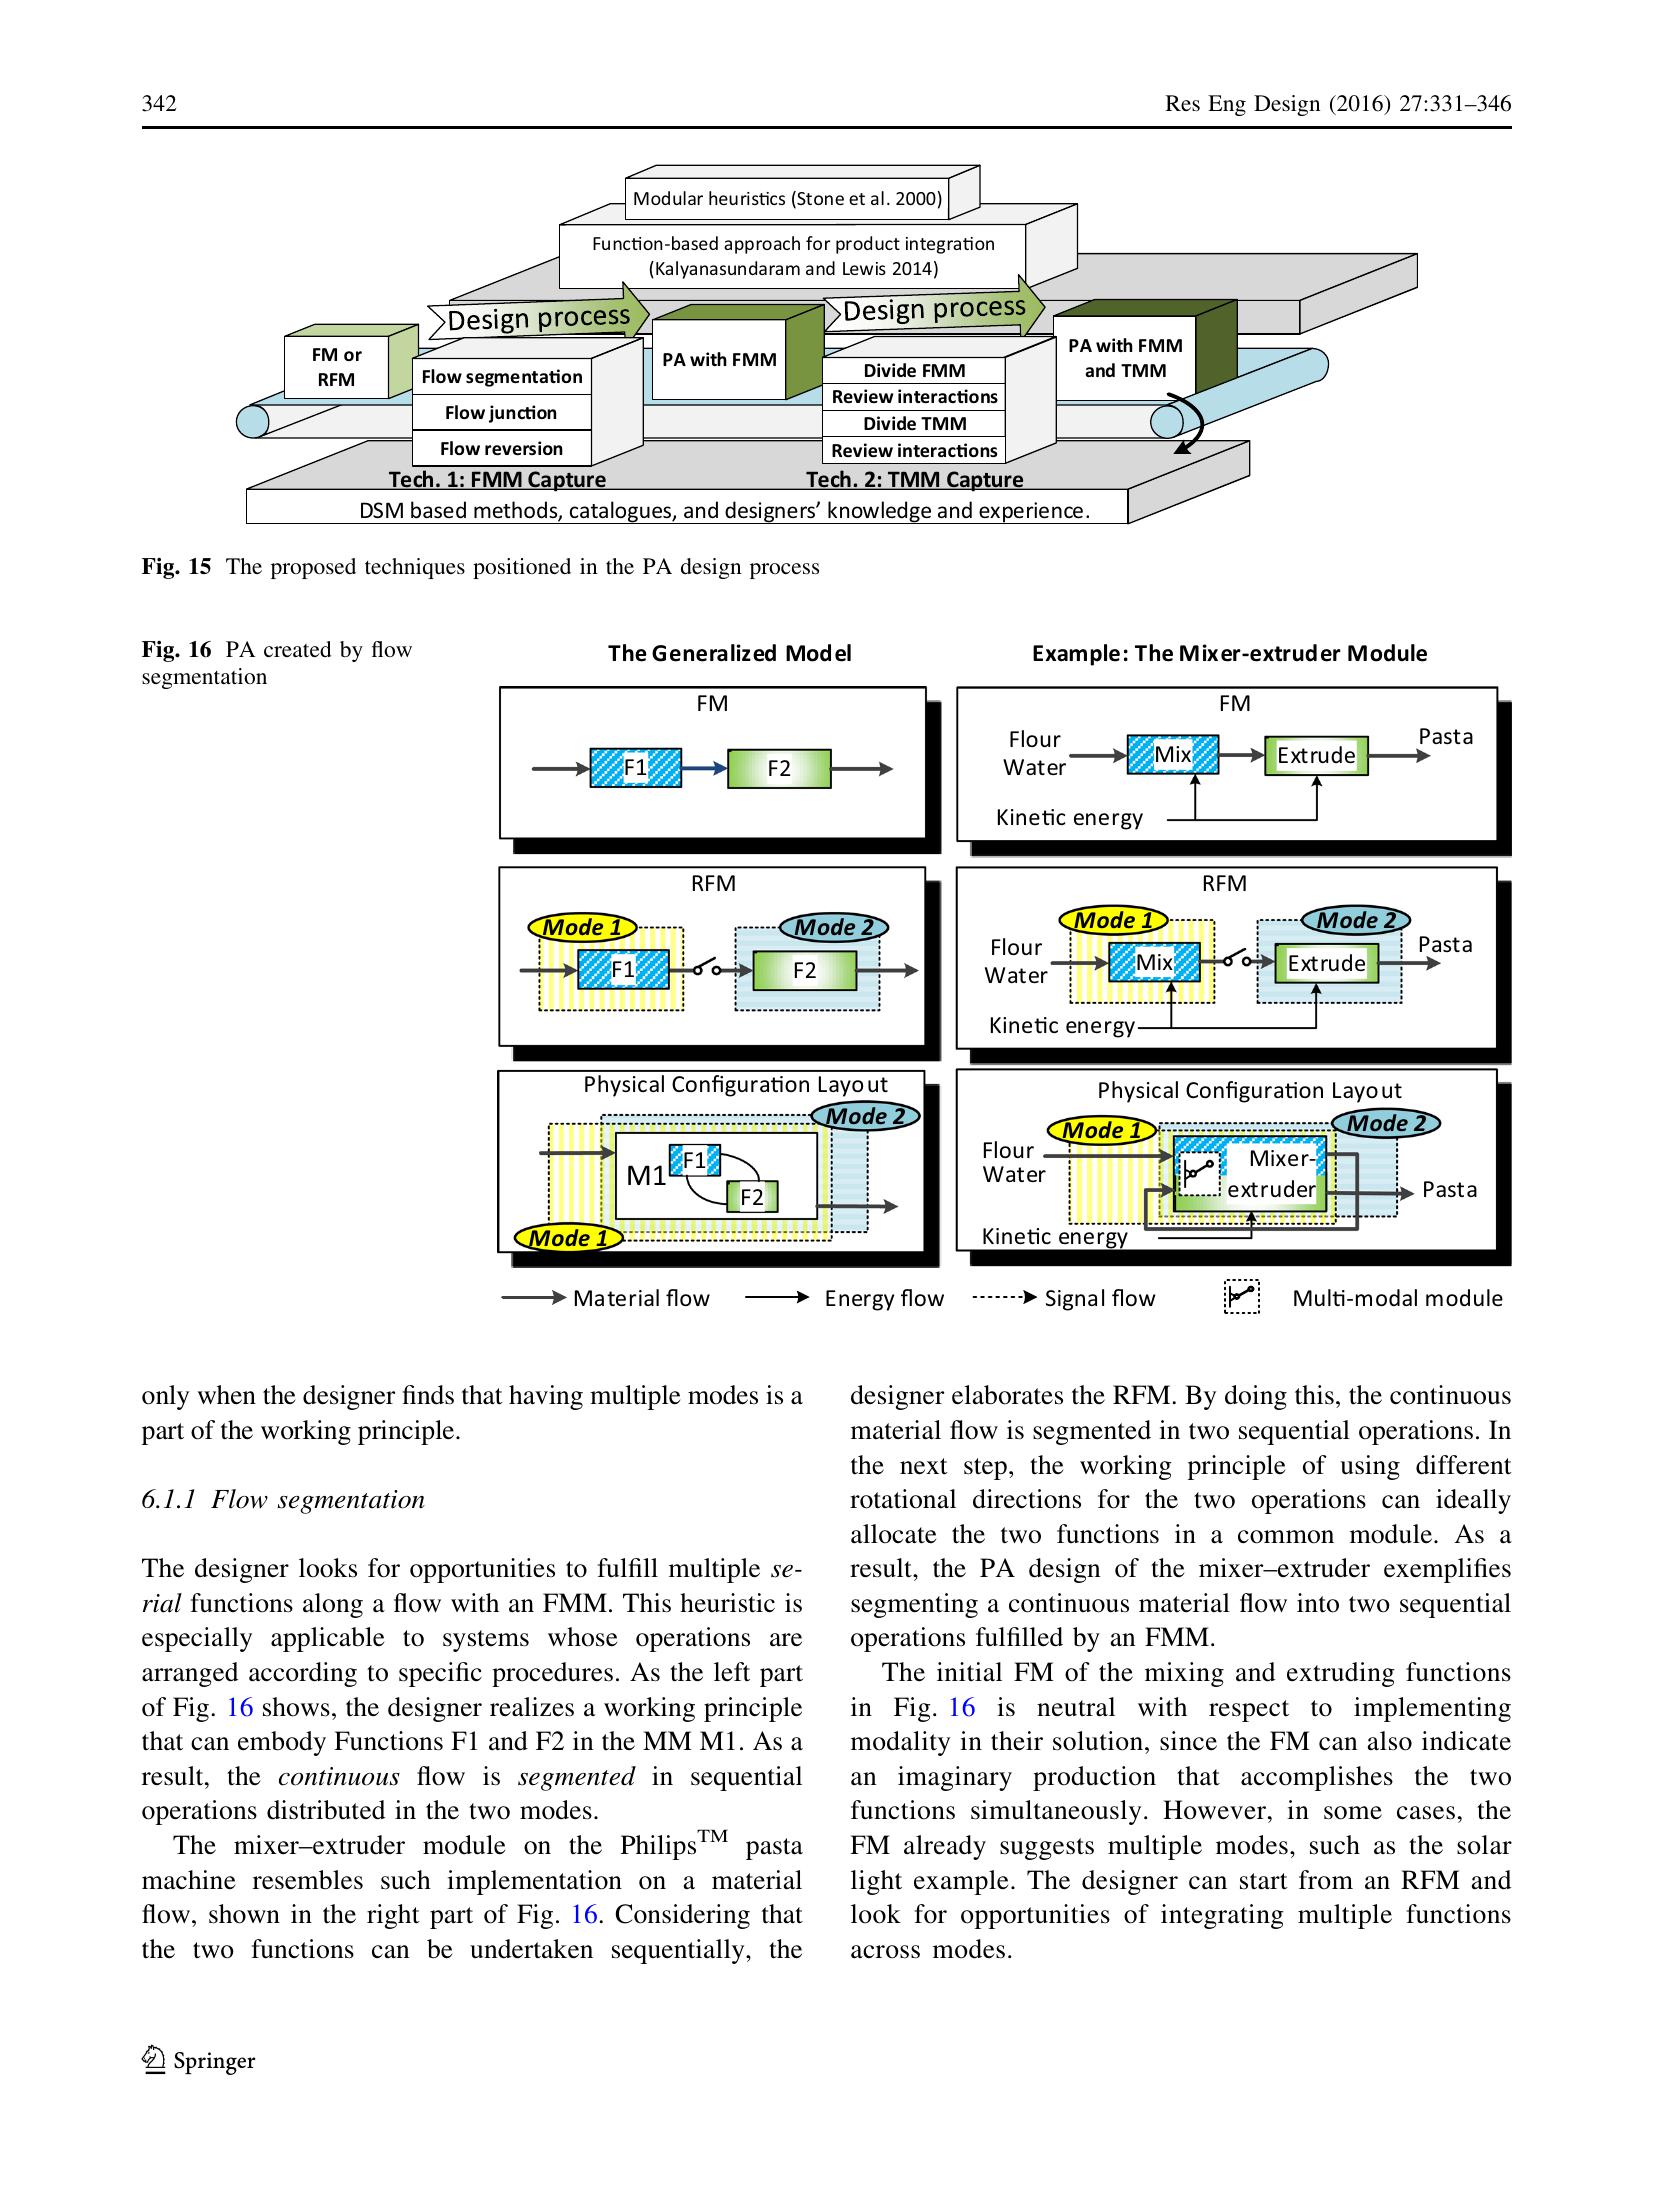 342
Res Eng Design (2016) 27:331–346
Modular heuristics (Stone et al. 2000)
Function-based approach for product integration
(Kalyanasundaram and Lewis 2014)
Design process
Design process
FM or
RFM
Flow segmentation
Flow junction
Flow reversion
PA with FMM
Divide FMM
Review interactions
Divide TMM
Review interactions
PA with FMM
and TMM
Tech. 1: FMM Capture
Tech. 2: TMM Capture
DSM based methods, catalogues, and designers’ knowledge and experience.
Fig. 15 The proposed techniques positioned in the PA design process
Fig. 16 PA created by flow
segmentation
The Generalized Model
Example: The Mixer-extruder Module
FM
F1
F2
FM
Flour
Water
Mix
Extrude
Pasta
Kinetic energy
RFM
Mode 1
Mode 2
F1
F2
RFM
Mode 1
Mode 2
Flour
Water
Mix
Extrude
Pasta
Kinetic energy
Physical Configuration Layout
Mode 2
M1
F1
F2
Mode 1
Physical Configuration Layout
Mode 1
Mode 2
Flour
Water
Mixer-
extruder
Pasta
Kinetic energy
Material flow
Energy flow
Signal flow
Multi-modal module
only when the designer finds that having multiple modes is a
part of the working principle.
6.1.1 Flow segmentation
The designer looks for opportunities to fulfill multiple se-
rial functions along a flow with an FMM. This heuristic is
especially applicable to systems whose operations are
arranged according to specific procedures. As the left part
of Fig. 16 shows, the designer realizes a working principle
that can embody Functions F1 and F2 in the MM M1. As a
result, the continuous flow is segmented in sequential
operations distributed in the two modes.
The mixer–extruder module on the Philips™ pasta
machine resembles such implementation on a material
flow, shown in the right part of Fig. 16. Considering that
the two functions can be undertaken sequentially, the
designer elaborates the RFM. By doing this, the continuous
material flow is segmented in two sequential operations. In
the next step, the working principle of using different
rotational directions for the two operations can ideally
allocate the two functions in a common module. As a
result, the PA design of the mixer–extruder exemplifies
segmenting a continuous material flow into two sequential
operations fulfilled by an FMM.
The initial FM of the mixing and extruding functions
in Fig. 16 is neutral with respect to implementing
modality in their solution, since the FM can also indicate
an imaginary production that accomplishes the two
functions simultaneously. However, in some cases, the
FM already suggests multiple modes, such as the solar
light example. The designer can start from an RFM and
look for opportunities of integrating multiple functions
across modes.
Springer